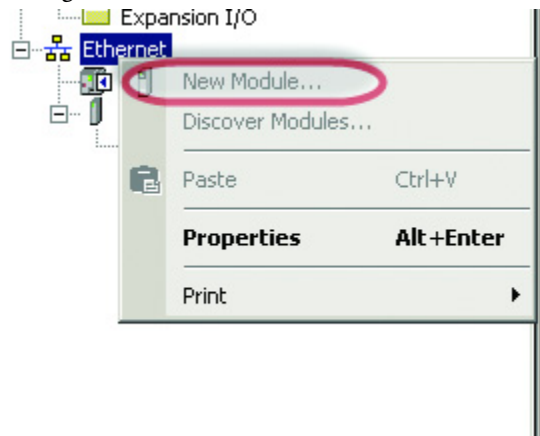 Expansion I/O
Ethernet
New Module...
Discover Modules...
Paste Ctrl+V
Properties Alt+Enter
Print